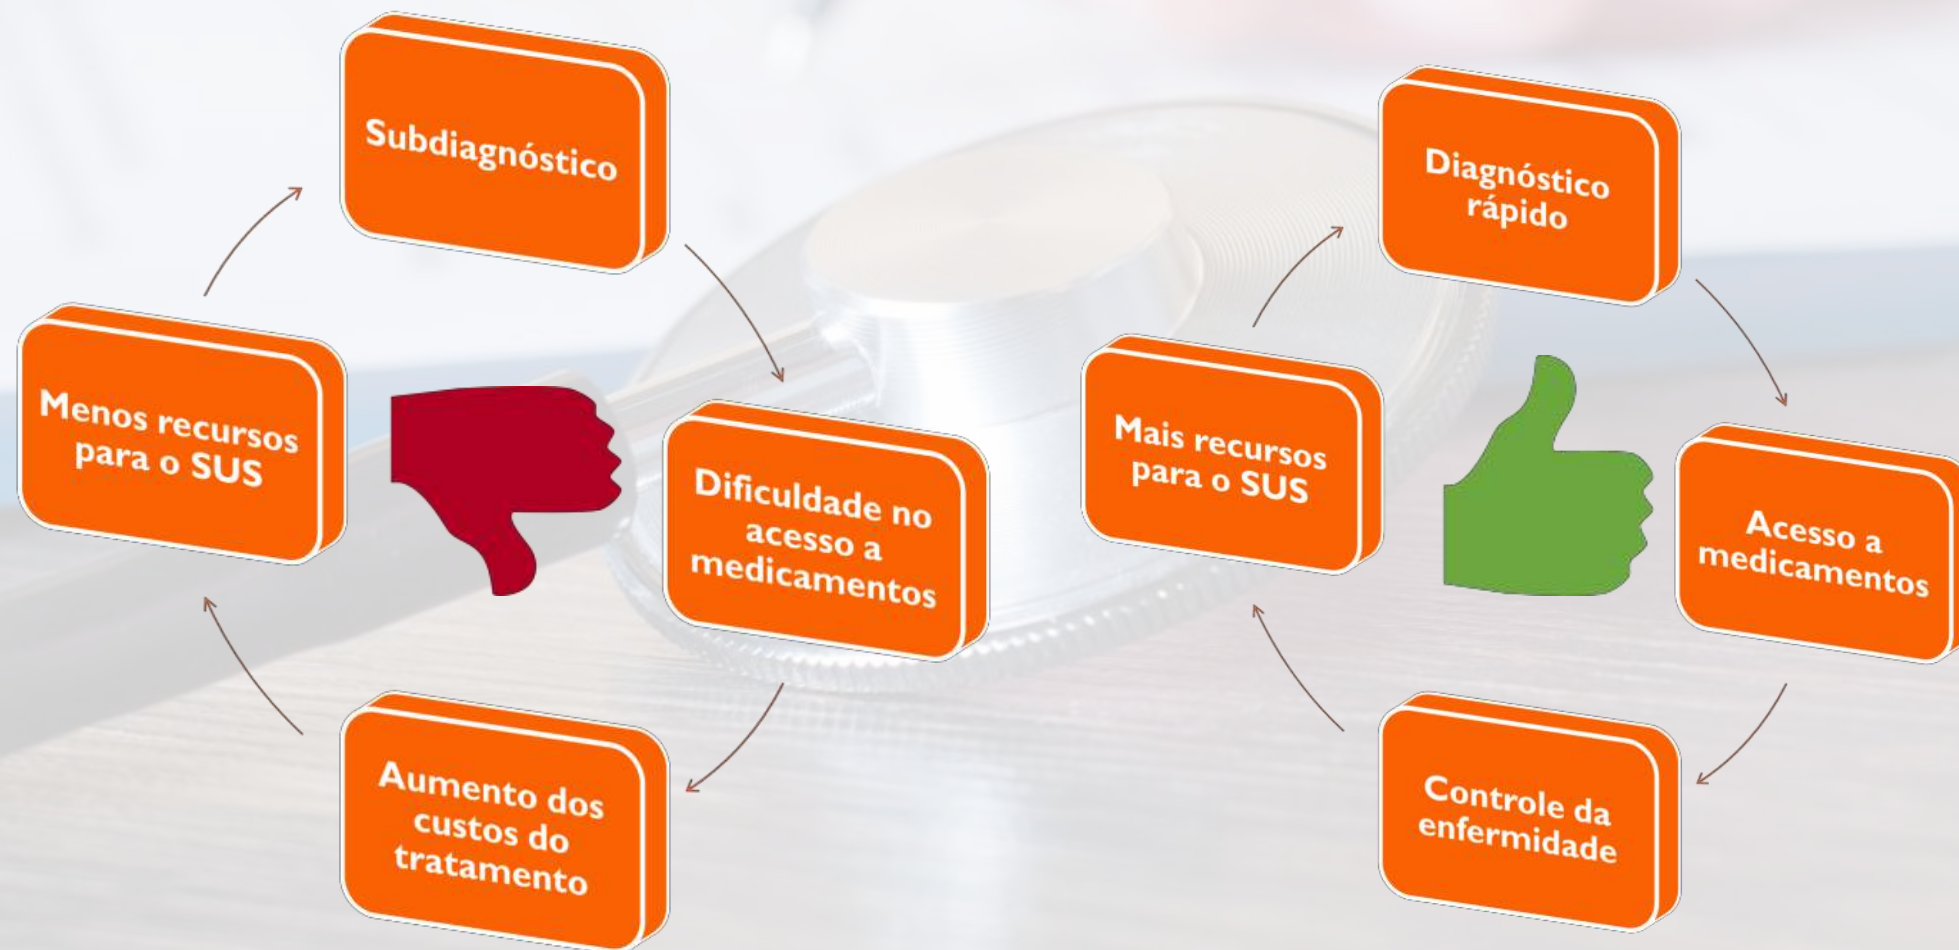 Subdiagnóstico
Menos recursos
para o SUS
Dificuldade no
acesso a
medicamentos
Aumento dos
custos do
tratamento
Diagnóstico
rápido
Mais recursos
para o SUS
Acesso a
medicamentos
Controle da
enfermidade